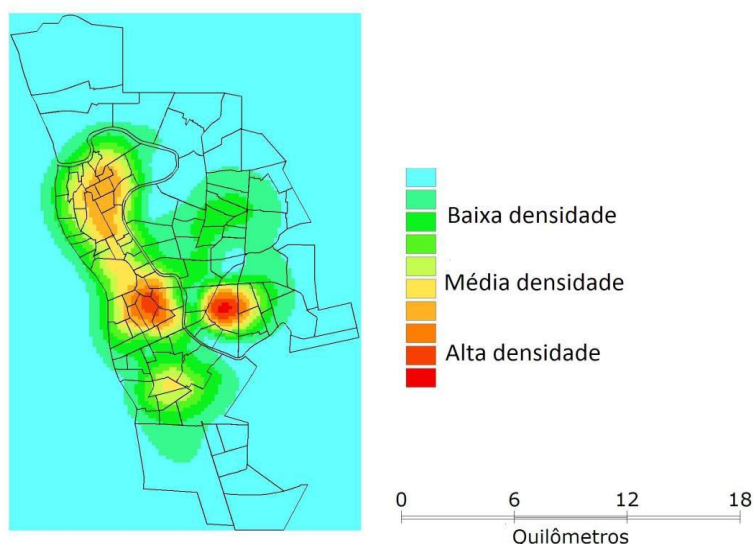 Baixa densidade
Média densidade
Alta densidade
0 6 12 18
Quilômetros